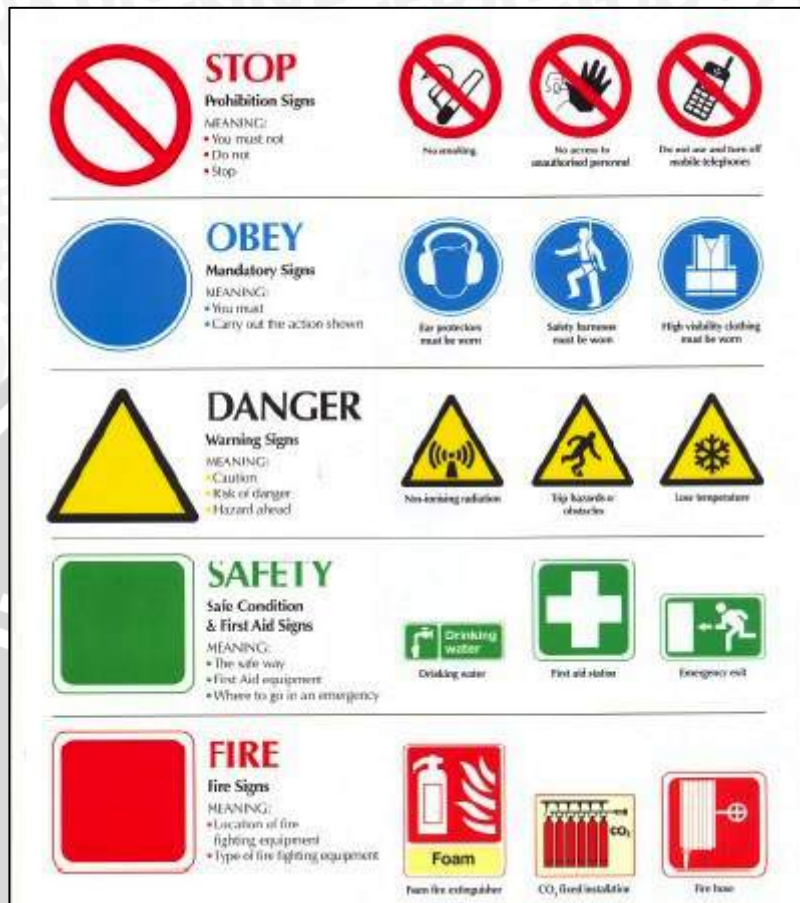 STOP
Prohibition Signs
MEANING:
• You must not
• Do not
• Stop
No smoking
No access to
unauthorised personnel
Do not use and turn off
mobile telephones
OBEY
Mandatory Signs
MEANING:
• You must
• Carry out the action shown
Ear protectors
must be worn
Safety harness
must be worn
High visibility clothing
must be worn
DANGER
Warning Signs
MEANING:
• Caution
• Risk of danger
• Hazard ahead
Non-ionising radiation
Trip hazards or
obstacles
Low temperature
SAFETY
Safe Condition
& First Aid Signs
MEANING:
• The safe way
• First Aid equipment
• Where to go in an emergency
Drinking
water
Drinking water
First aid station
Emergency exit
FIRE
Fire Signs
MEANING:
• Location of fire
fighting equipment
• Type of fire fighting equipment
Foam
Foam fire extinguisher
CO₂
CO₂ fixed installation
Fire hose